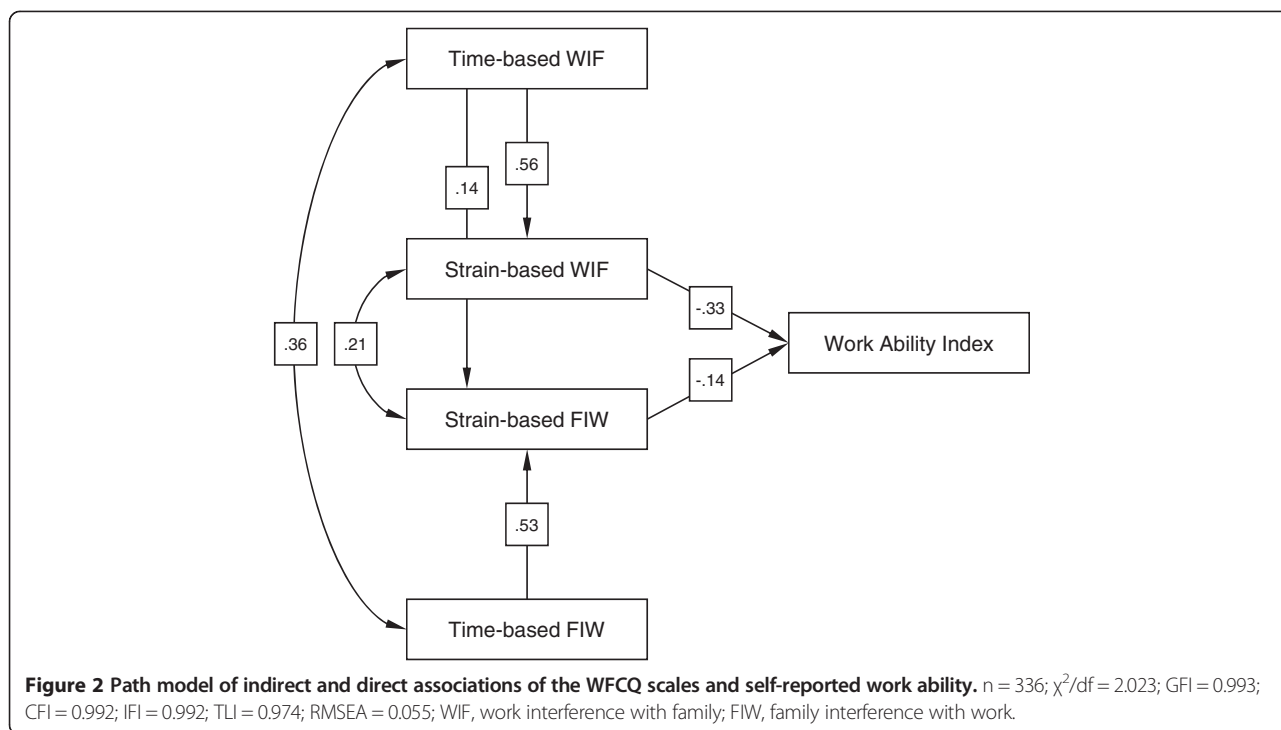 Time-based WIF
.56
.14
Strain-based WIF
-.33
.36
.21
Work Ability Index
-.14
Strain-based FIW
.53
Time-based FIW
Figure 2 Path model of indirect and direct associations of the WFCQ scales and self-reported work ability. n = 336; χ²/df = 2.023; GFI = 0.993;
CFI = 0.992; IFI = 0.992; TLI = 0.974; RMSEA = 0.055; WIF, work interference with family; FIW, family interference with work.